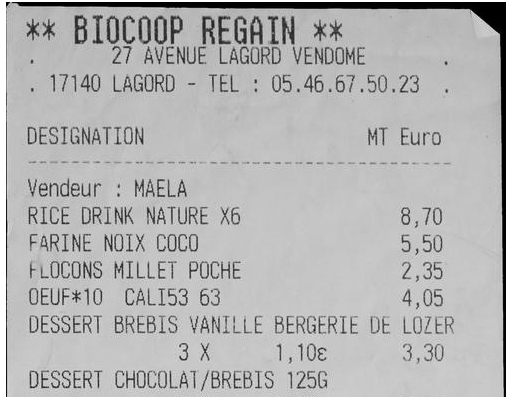 ** BIOCOOP REGAIN **
. 27 AVENUE LAGORD VENDOME .
. 17140 LAGORD - TEL : 05.46.67.50.23 .
DESIGNATION MT Euro
------------------------------------------------
Vendeur : MAELA
RICE DRINK NATURE X6 8,70
FARINE NOIX COCO 5,50
FLOCONS MILLET POCHE 2,35
OEUF*10 CALI53 63 4,05
DESSERT BREBIS VANILLE BERGERIE DE LOZER
3 X 1,10€ 3,30
DESSERT CHOCOLAT/BREBIS 125G